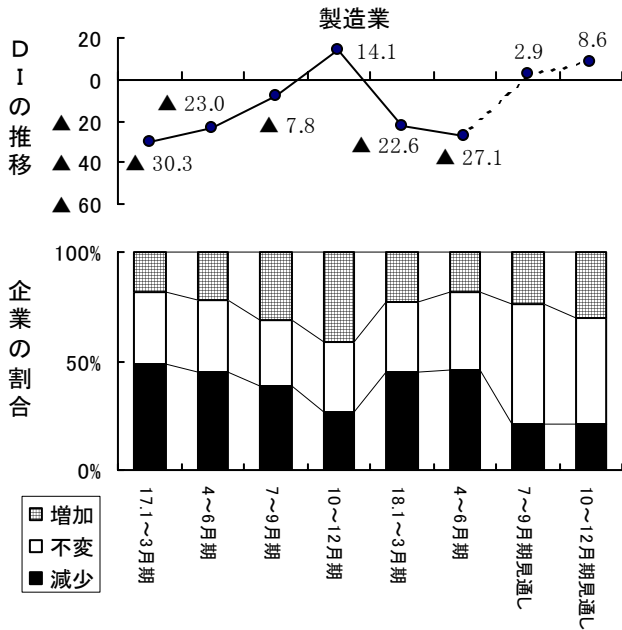 製造業
DIの推移
20
0
▲ 20
▲ 40
▲ 60
▲ 30.3
▲ 23.0
▲ 7.8
14.1
▲ 22.6
▲ 27.1
2.9
8.6
企業の割合
100%
50%
0%
17.1～3月期
4～6月期
7～9月期
10～12月期
18.1～3月期
4～6月期
7～9月期見通し
10～12月期見通し
増加
不変
減少